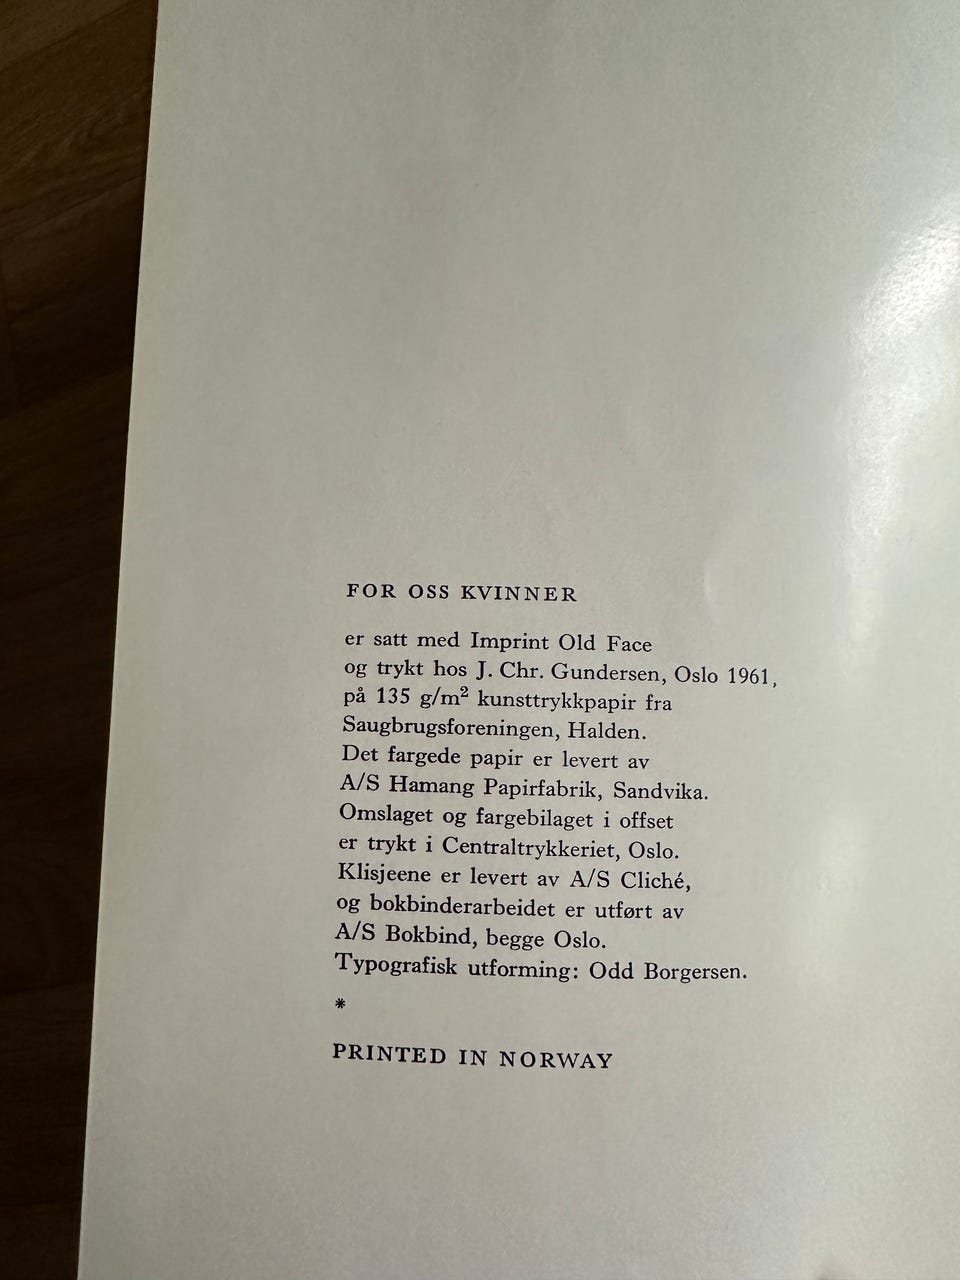 FOR OSS KVINNER
er satt med Imprint Old Face
og trykt hos J. Chr. Gundersen, Oslo 1961,
på 135 g/m² kunsttrykkpapir fra
Saugbrugsforeningen, Halden.
Det fargede papir er levert av
A/S Hamang Papirfabrik, Sandvika.
Omslaget og fargebilaget i offset
er trykt i Centraltrykkeriet, Oslo.
Klisjeene er levert av A/S Cliché,
og bokbinderarbeidet er utført av
A/S Bokbind, begge Oslo.
Typografisk utforming: Odd Borgersen.
*
PRINTED IN NORWAY